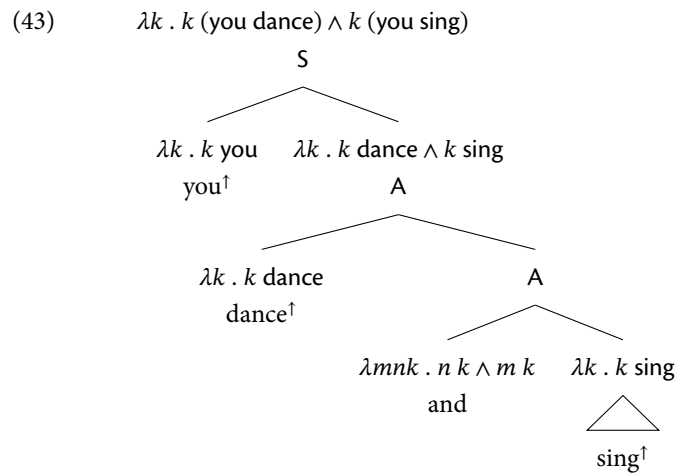 (43) λk . k (you dance) ∧ k (you sing)
S
λk . k you λk . k dance ∧ k sing
you↑ A
λk . k dance A
dance↑
λmnk . n k ∧ m k λk . k sing
and
sing↑